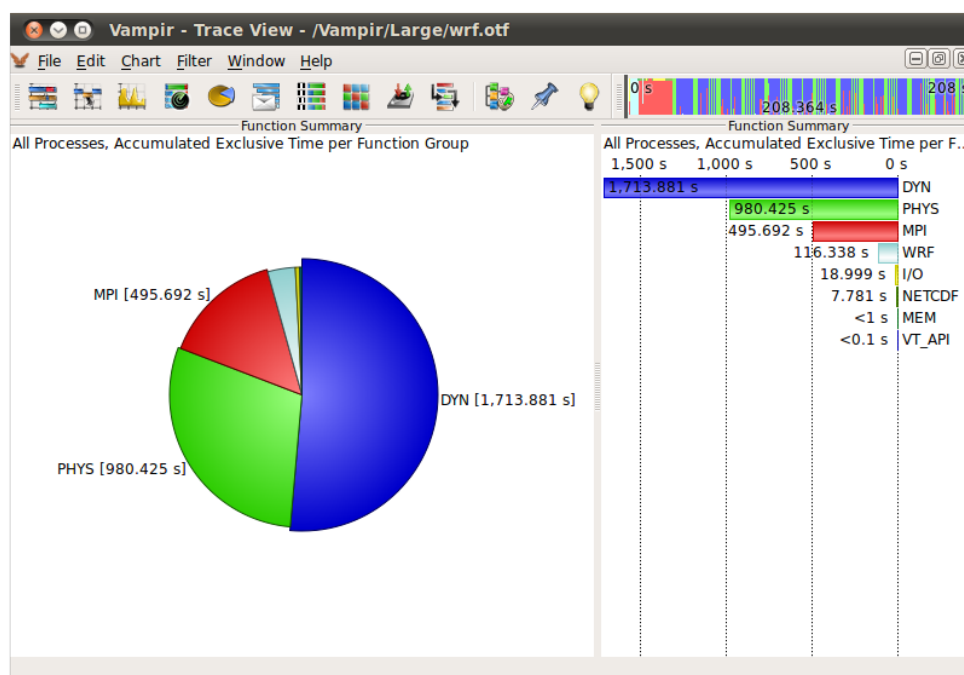 Vampir - Trace View - /Vampir/Large/wrf.otf
File Edit Chart Filter Window Help
0 s 208 s
208.364 s
Function Summary
All Processes, Accumulated Exclusive Time per Function Group
MPI [495.692 s]
DYN [1,713.881 s]
PHYS [980.425 s]
Function Summary
All Processes, Accumulated Exclusive Time per F...
1,500 s 1,000 s 500 s 0 s
1,713.881 s DYN
980.425 s PHYS
495.692 s MPI
116.338 s WRF
18.999 s I/O
7.781 s NETCDF
<1 s MEM
<0.1 s VT_API